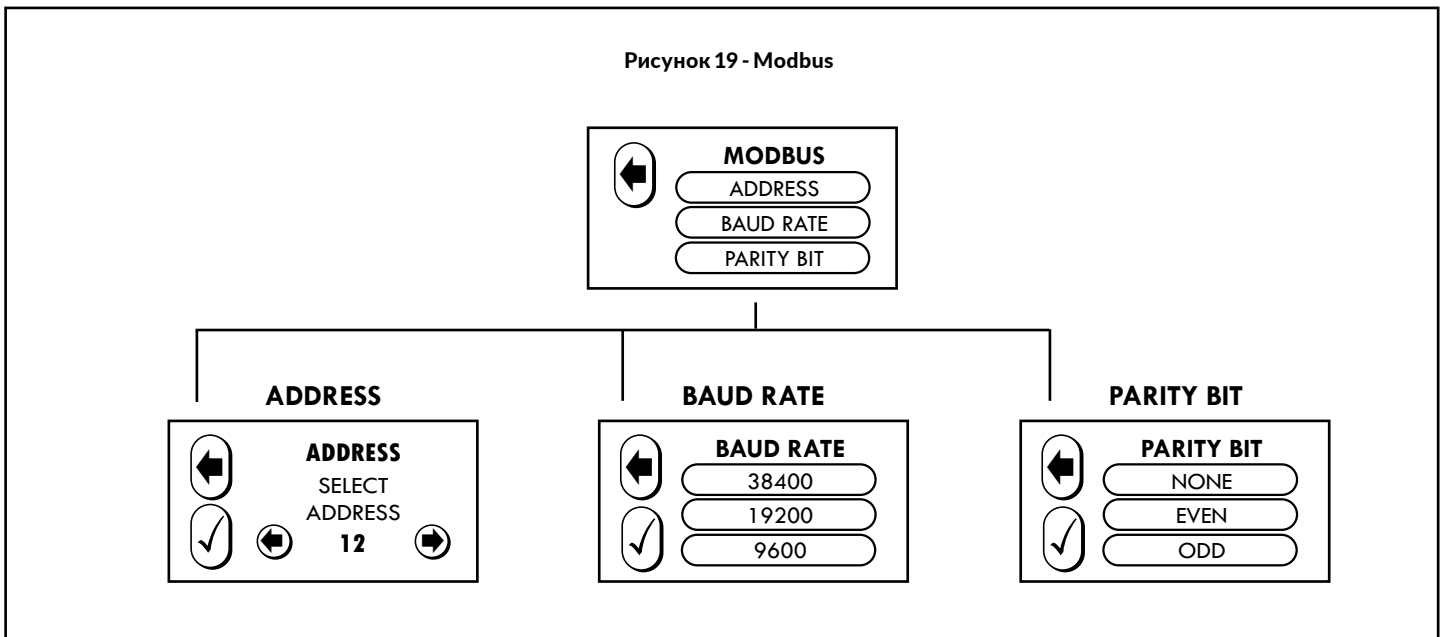 Рисунок 19 - Modbus
MODBUS
ADDRESS
BAUD RATE
PARITY BIT
ADDRESS
ADDRESS
SELECT
ADDRESS
12
BAUD RATE
BAUD RATE
38400
19200
9600
PARITY BIT
PARITY BIT
NONE
EVEN
ODD